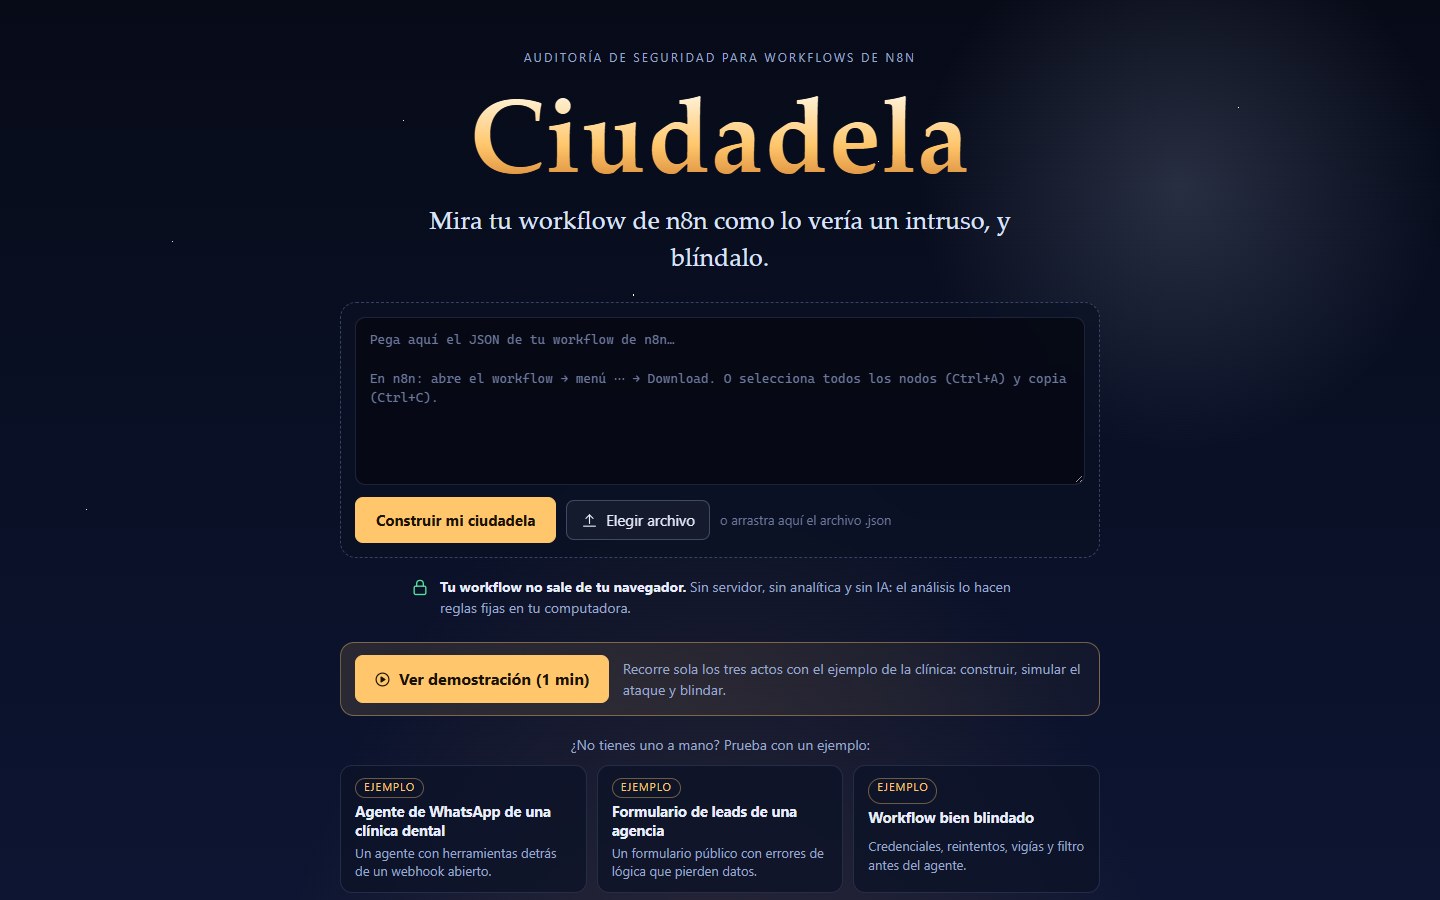 AUDITORÍA DE SEGURIDAD PARA WORKFLOWS DE N8N
Ciudadela
Mira tu workflow de n8n como lo vería un intruso, y
blíndalo.
Pega aquí el JSON de tu workflow de n8n…
En n8n: abre el workflow → menú ··· → Download. O selecciona todos los nodos (Ctrl+A) y copia
(Ctrl+C).
Construir mi ciudadela
Elegir archivo
o arrastra aquí el archivo .json
Tu workflow no sale de tu navegador. Sin servidor, sin analítica y sin IA: el análisis lo hacen
reglas fijas en tu computadora.
Ver demostración (1 min)
Recorre sola los tres actos con el ejemplo de la clínica: construir, simular el
ataque y blindar.
¿No tienes uno a mano? Prueba con un ejemplo:
EJEMPLO
Agente de WhatsApp de una
clínica dental
Un agente con herramientas detrás
de un webhook abierto.
EJEMPLO
Formulario de leads de una
agencia
Un formulario público con errores de
lógica que pierden datos.
EJEMPLO
Workflow bien blindado
Credenciales, reintentos, vigías y filtro
antes del agente.